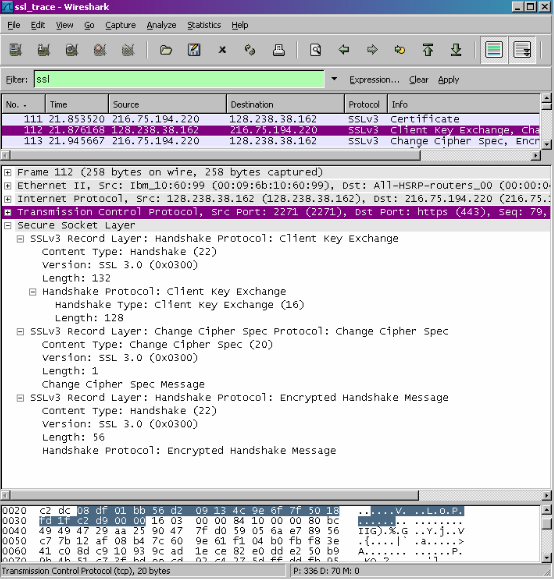 ssl_trace - Wireshark
File Edit View Go Capture Analyze Statistics Help
Filter: ssl Expression... Clear Apply
No. Time Source Destination Protocol Info
111 21.853520 216.75.194.220 128.238.38.162 SSLv3 Certificate
112 21.876168 128.238.38.162 216.75.194.220 SSLv3 Client Key Exchange, Cha
113 21.945667 216.75.194.220 128.238.38.162 SSLv3 Change Cipher Spec, Encr
Frame 112 (258 bytes on wire, 258 bytes captured)
Ethernet II, Src: Ibm_10:60:99 (00:09:6b:10:60:99), Dst: All-HSRP-routers_00 (00:00:0
Internet Protocol, Src: 128.238.38.162 (128.238.38.162), Dst: 216.75.194.220 (216.75.
Transmission Control Protocol, Src Port: 2271 (2271), Dst Port: https (443), Seq: 79,
Secure Socket Layer
SSLv3 Record Layer: Handshake Protocol: Client Key Exchange
Content Type: Handshake (22)
Version: SSL 3.0 (0x0300)
Length: 132
Handshake Protocol: Client Key Exchange
Handshake Type: Client Key Exchange (16)
Length: 128
SSLv3 Record Layer: Change Cipher Spec Protocol: Change Cipher Spec
Content Type: Change Cipher Spec (20)
Version: SSL 3.0 (0x0300)
Length: 1
Change Cipher Spec Message
SSLv3 Record Layer: Handshake Protocol: Encrypted Handshake Message
Content Type: Handshake (22)
Version: SSL 3.0 (0x0300)
Length: 56
Handshake Protocol: Encrypted Handshake Message
0020 c2 dc 08 df 01 bb 56 d2 09 13 4c 9e 6f 7f 50 18 ......V. ..L.o.P.
0030 fd 1f c2 d9 00 00 16 03 00 00 84 10 00 00 80 bc ........ ........
0040 49 49 47 29 aa 25 90 47 7f d0 59 05 6a e7 89 56 IIG).%.G ..Y.j..V
0050 c7 7b 12 af 08 b4 7c 60 9e 61 f1 04 b0 fb f8 3e .{....|` .a.....>
0060 41 c0 8d c9 10 93 9c ad 1e ce 82 e0 dd e2 50 b9 A....... ......P.
Transmission Control Protocol (tcp), 20 bytes P: 336 D: 70 M: 0